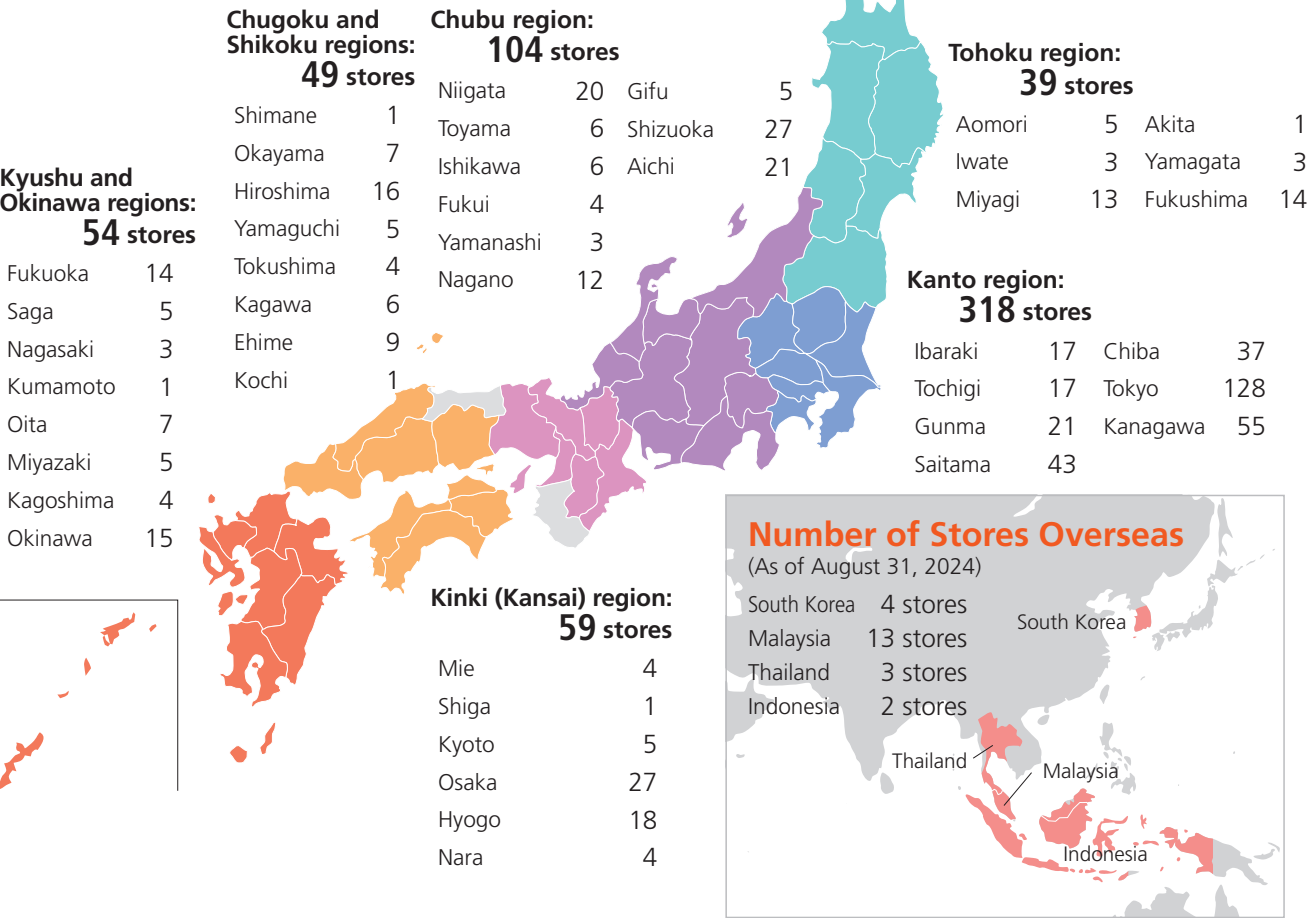 Chugoku and
Shikoku regions:
49 stores
Shimane 1
Okayama 7
Hiroshima 16
Yamaguchi 5
Tokushima 4
Kagawa 6
Ehime 9
Kochi 1
Chubu region:
104 stores
Niigata 20 Gifu 5
Toyama 6 Shizuoka 27
Ishikawa 6 Aichi 21
Fukui 4
Yamanashi 3
Nagano 12
Tohoku region:
39 stores
Aomori 5 Akita 1
Iwate 3 Yamagata 3
Miyagi 13 Fukushima 14
Kyushu and
Okinawa regions:
54 stores
Fukuoka 14
Saga 5
Nagasaki 3
Kumamoto 1
Oita 7
Miyazaki 5
Kagoshima 4
Okinawa 15
Kanto region:
318 stores
Ibaraki 17 Chiba 37
Tochigi 17 Tokyo 128
Gunma 21 Kanagawa 55
Saitama 43
Kinki (Kansai) region:
59 stores
Mie 4
Shiga 1
Kyoto 5
Osaka 27
Hyogo 18
Nara 4
Number of Stores Overseas
(As of August 31, 2024)
South Korea 4 stores
Malaysia 13 stores
Thailand 3 stores
Indonesia 2 stores
South Korea
Thailand
Malaysia
Indonesia